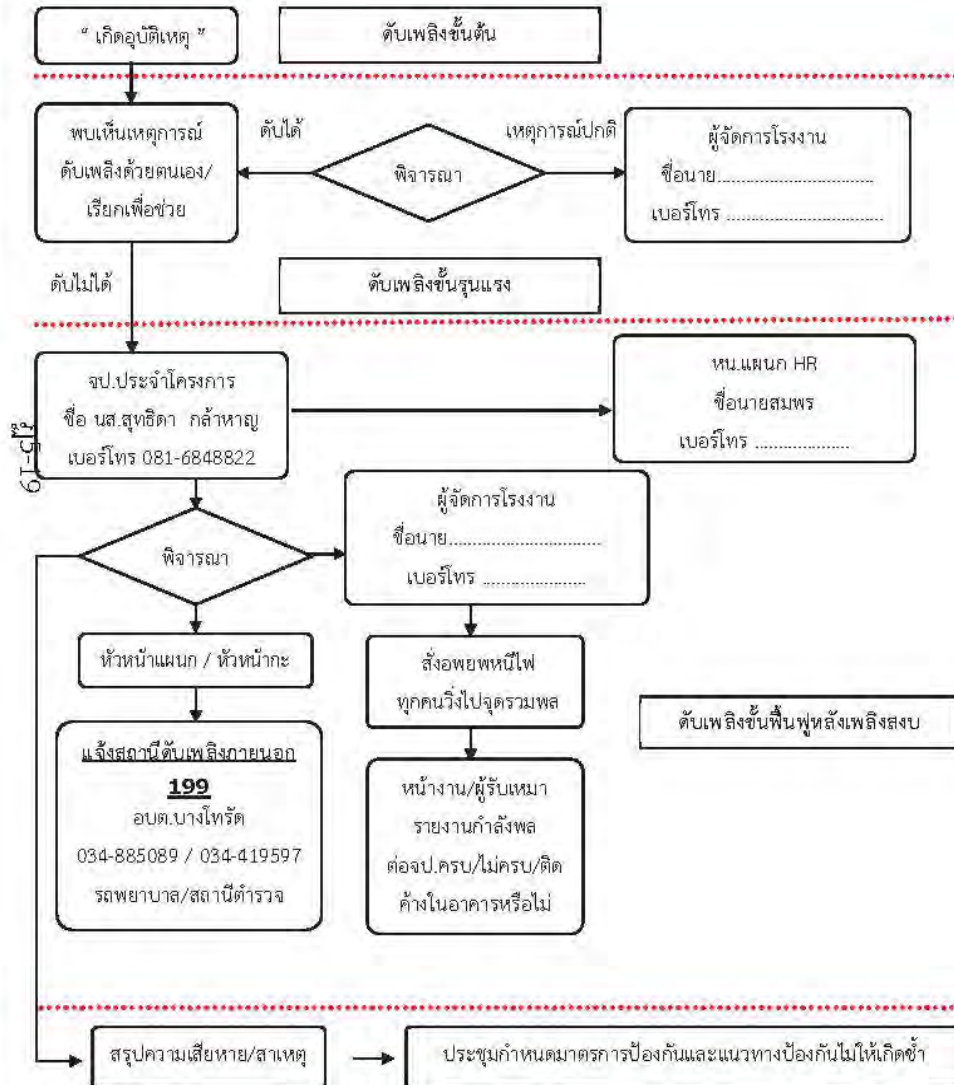 “ เกิดอุบัติเหตุ ”
ดับเพลิงขั้นต้น
พบเห็นเหตุการณ์
ดับเพลิงด้วยตนเอง/
เรียกเพื่อช่วย
ดับได้
พิจารณา
เหตุการณ์ปกติ
ผู้จัดการโรงงาน
ชื่อนาย....................................
เบอร์โทร ....................................
ดับไม่ได้
ดับเพลิงขั้นรุนแรง
จป.ประจำโครงการ
ชื่อ นส.สุทธิดา กล้าหาญ
เบอร์โทร 081-6848822
หน.แผนก HR
ชื่อนายสมพร
เบอร์โทร ......................
ผู้จัดการโรงงาน
ชื่อนาย....................................
เบอร์โทร ........................
พิจารณา
หัวหน้าแผนก / หัวหน้ากะ
สั่งอพยพหนีไฟ
ทุกคนวิ่งไปจุดรวมพล
ดับเพลิงขั้นฟื้นฟูหลังเพลิงสงบ
แจ้งสถานีดับเพลิงภายนอก
199
อบต.บางโทรัด
034-885089 / 034-419597
รถพยาบาล/สถานีตำรวจ
หน้างาน/ผู้รับเหมา
รายงานกำลังพล
ต่อจป.ครบ/ไม่ครบ/ติด
ค้างในอาคารหรือไม่
สรุปความเสียหาย/สาเหตุ
ประชุมกำหนดมาตรการป้องกันและแนวทางป้องกันไม่ให้เกิดซ้ำ